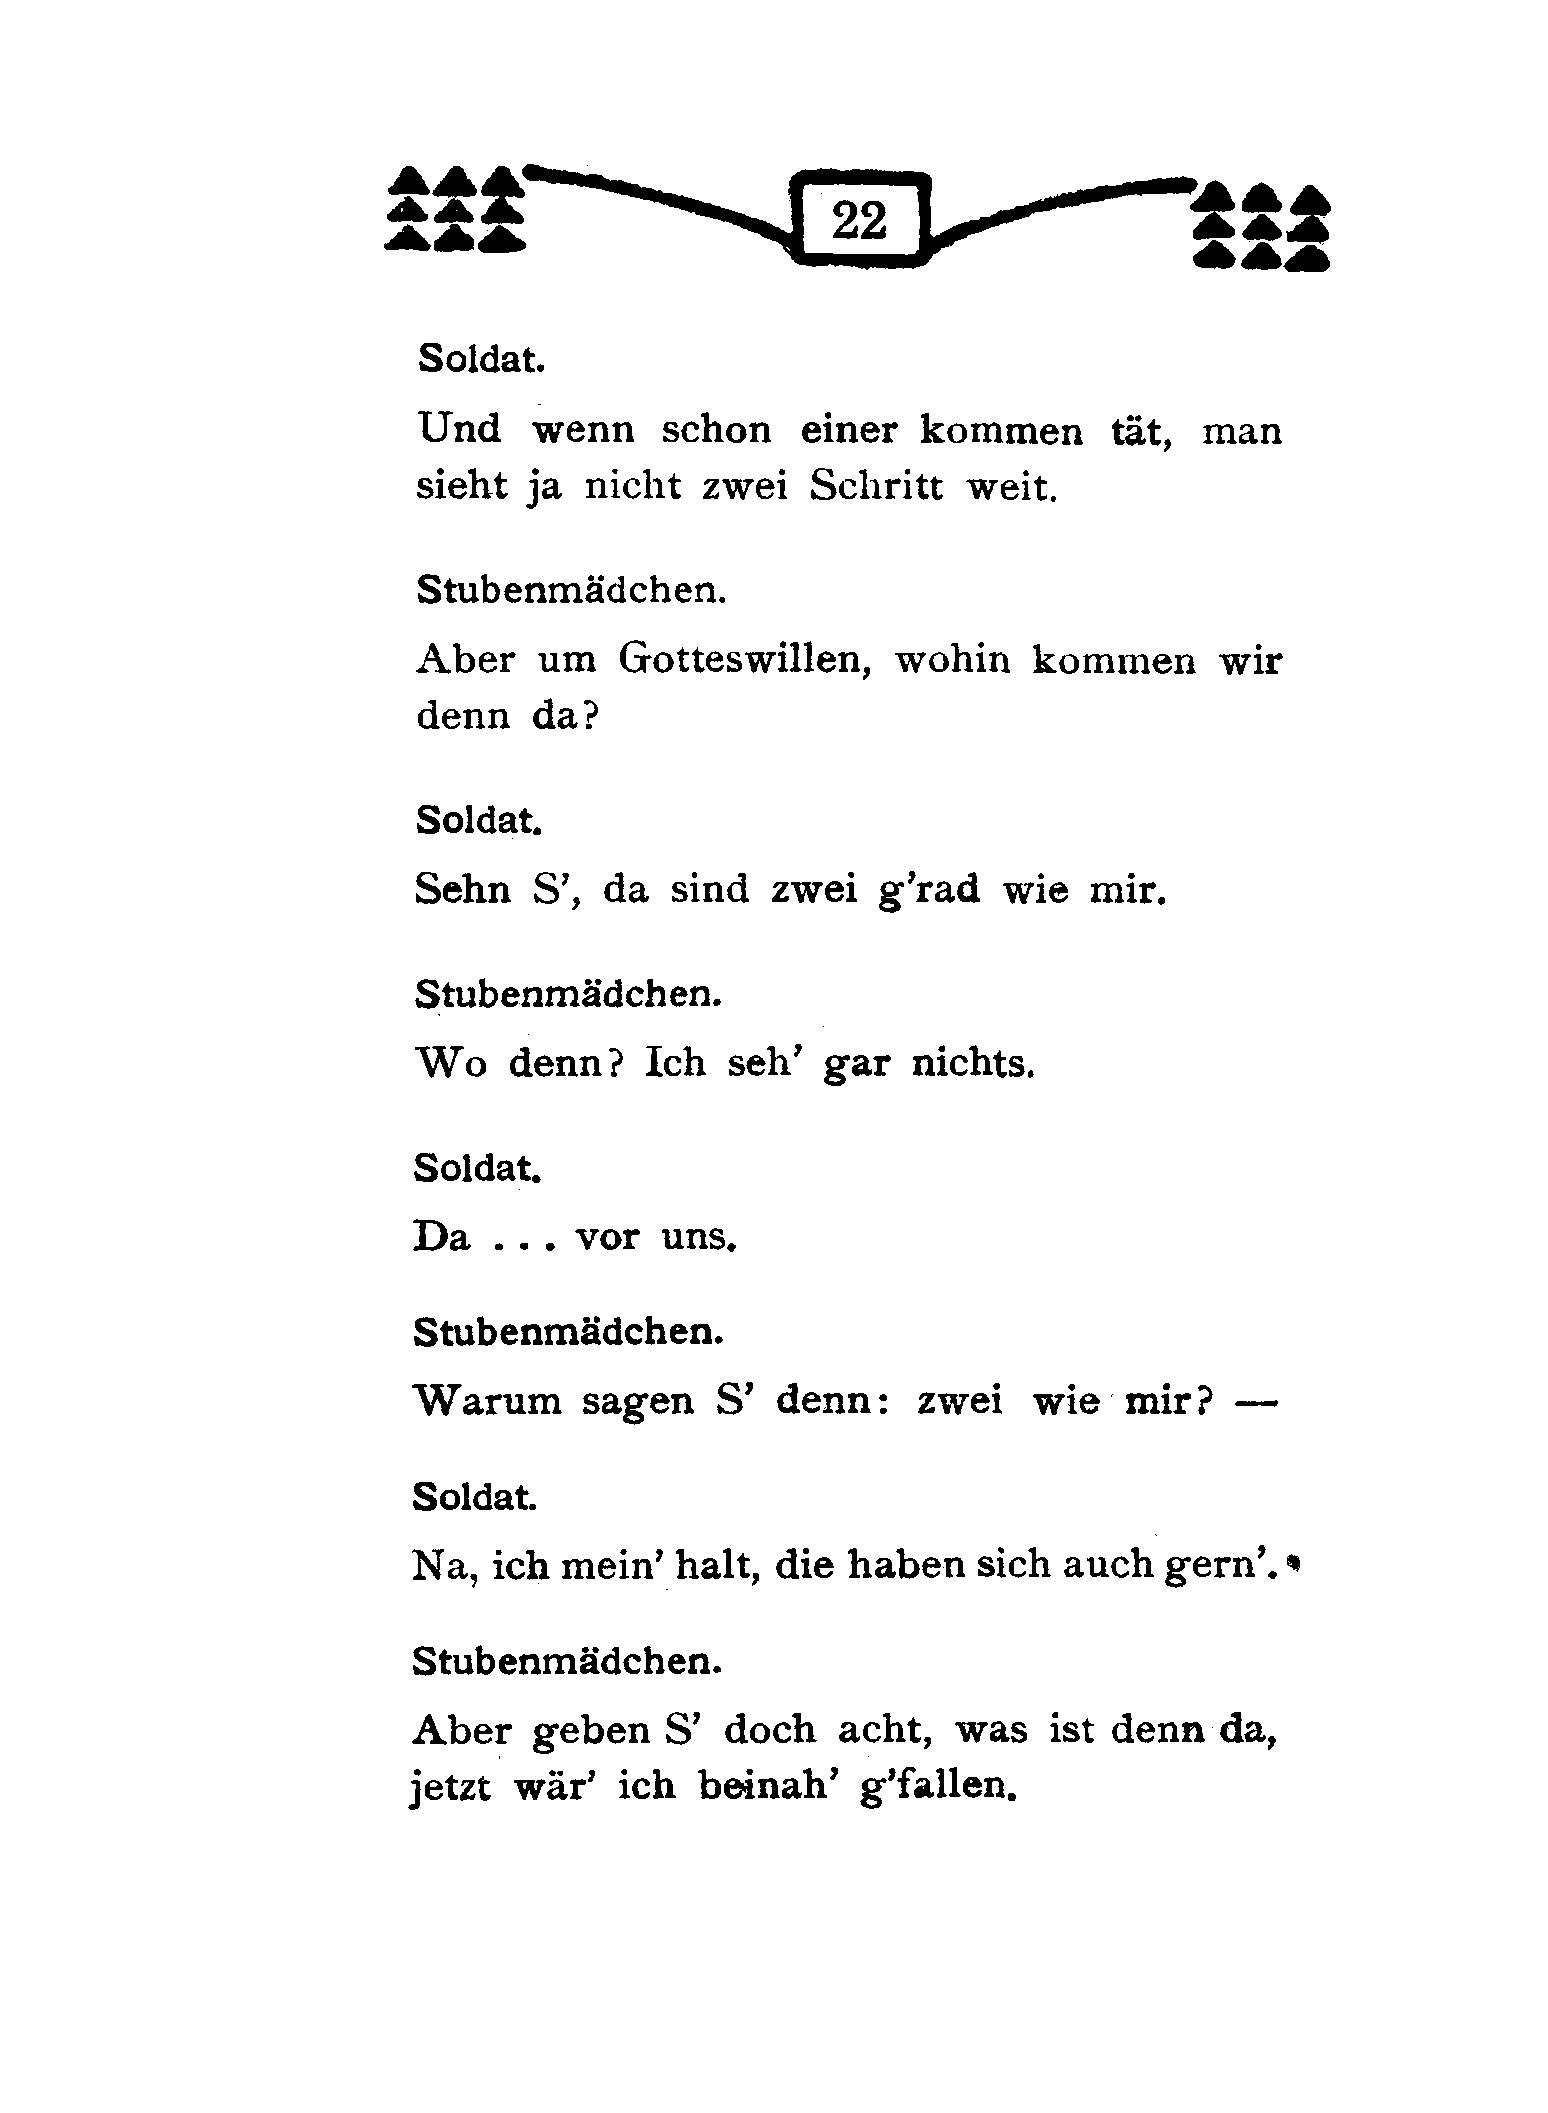 22
Soldat.
Und wenn schon einer kommen tät, man
sieht ja nicht zwei Schritt weit.
Stubenmädchen.
Aber um Gotteswillen, wohin kommen wir
denn da?
Soldat.
Sehn S’, da sind zwei g’rad wie mir.
Stubenmädchen.
Wo denn? Ich seh’ gar nichts.
Soldat.
Da ... vor uns.
Stubenmädchen.
Warum sagen S’ denn: zwei wie mir? —
Soldat.
Na, ich mein’ halt, die haben sich auch gern’.
Stubenmädchen.
Aber geben S’ doch acht, was ist denn da,
jetzt wär’ ich beinah’ g’fallen.